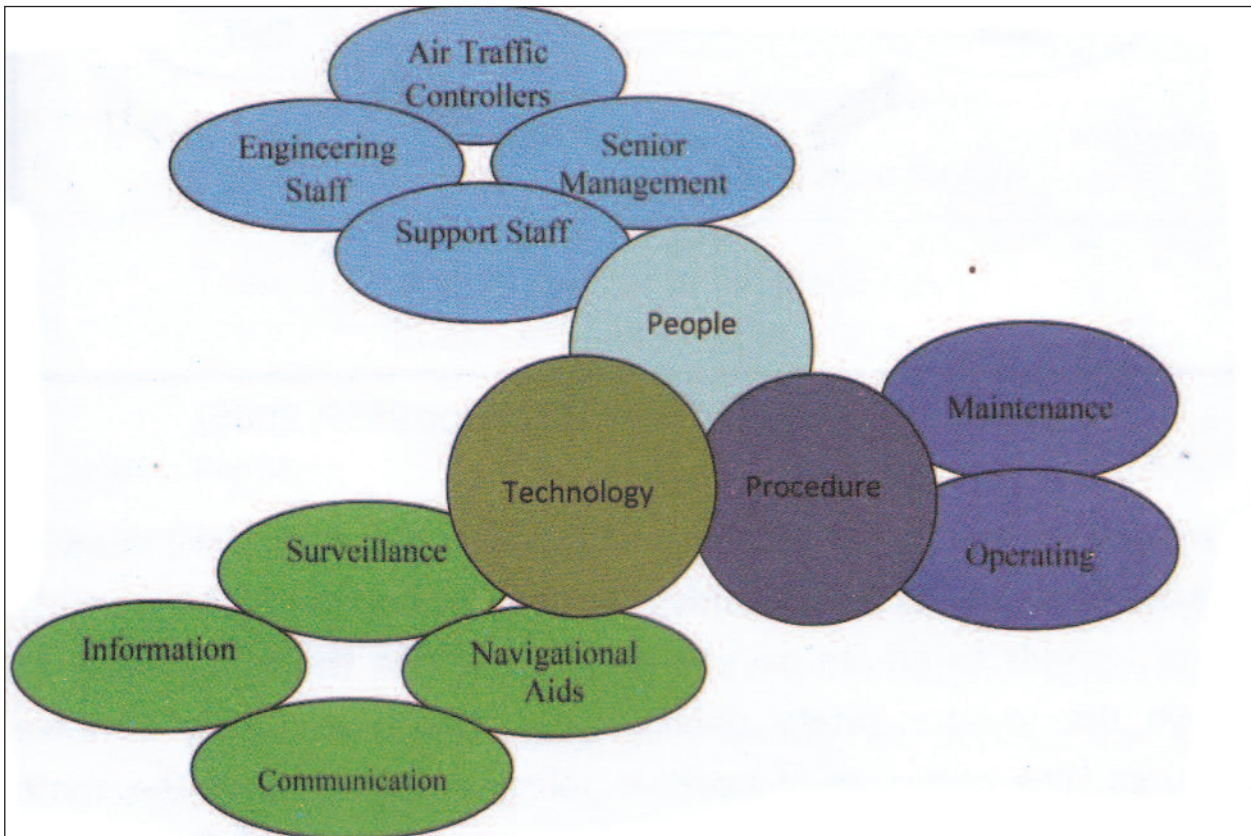 Air Traffic
Controllers
Engineering
Staff
Senior
Management
Support Staff
People
Maintenance
Technology
Procedure
Operating
Surveillance
Information
Navigational
Aids
Communication